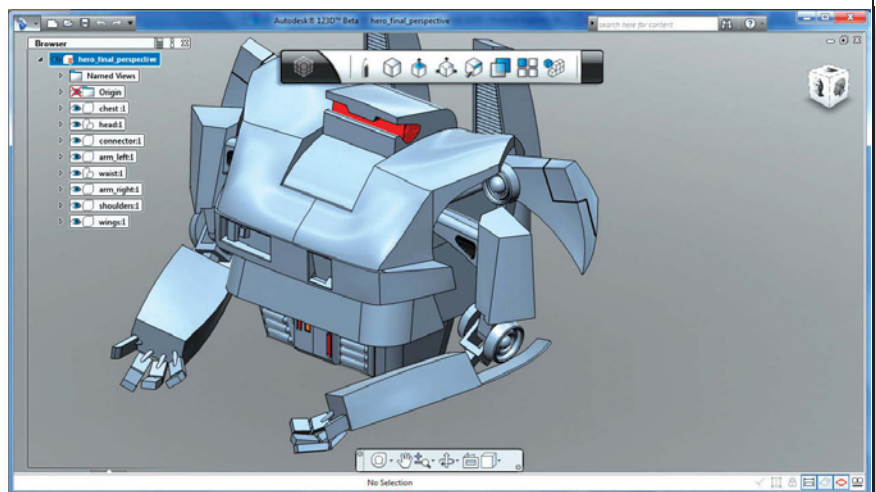 Autodesk® 123D™ Beta hero_final_perspective
search here for content
Browser
hero_final_perspective
Named Views
Origin
chest :1
head:1
connector:1
arm_left:1
waist:1
arm_right:1
shoulders:1
wings:1
No Selection